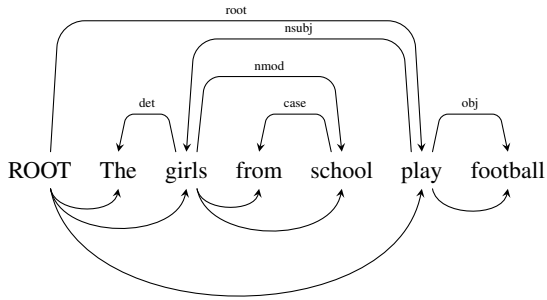 root
nsubj
nmod
det case obj
ROOT The girls from school play football